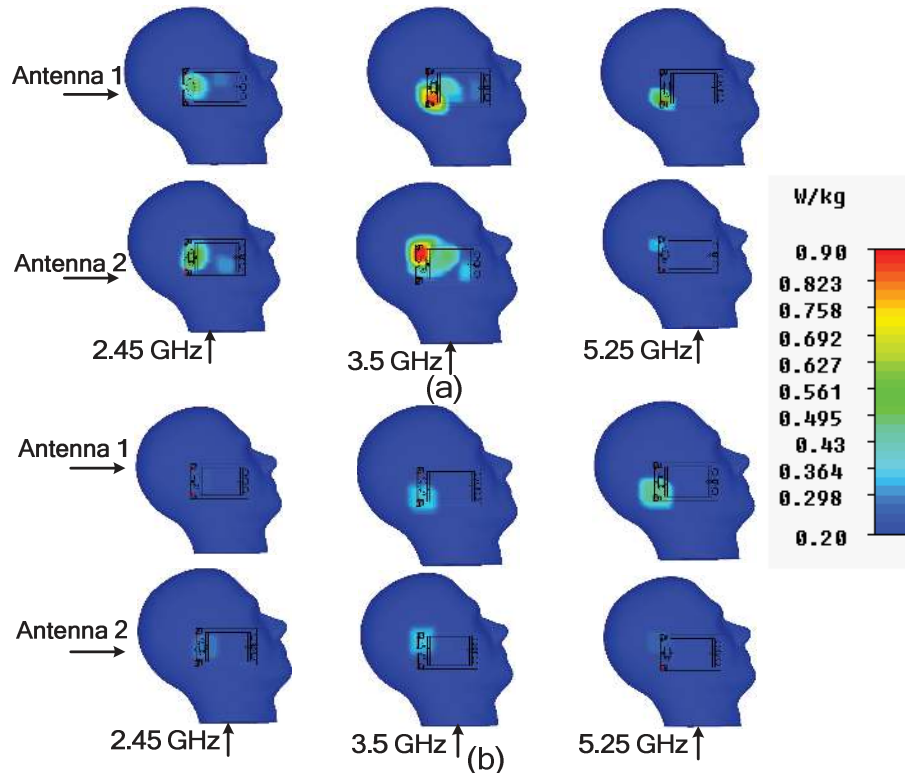 Antenna 1
Antenna 2
2.45 GHz
3.5 GHz
5.25 GHz
(a)
W/kg
0.90
0.823
0.758
0.692
0.627
0.561
0.495
0.43
0.364
0.298
0.20
Antenna 1
Antenna 2
2.45 GHz
3.5 GHz
5.25 GHz
(b)